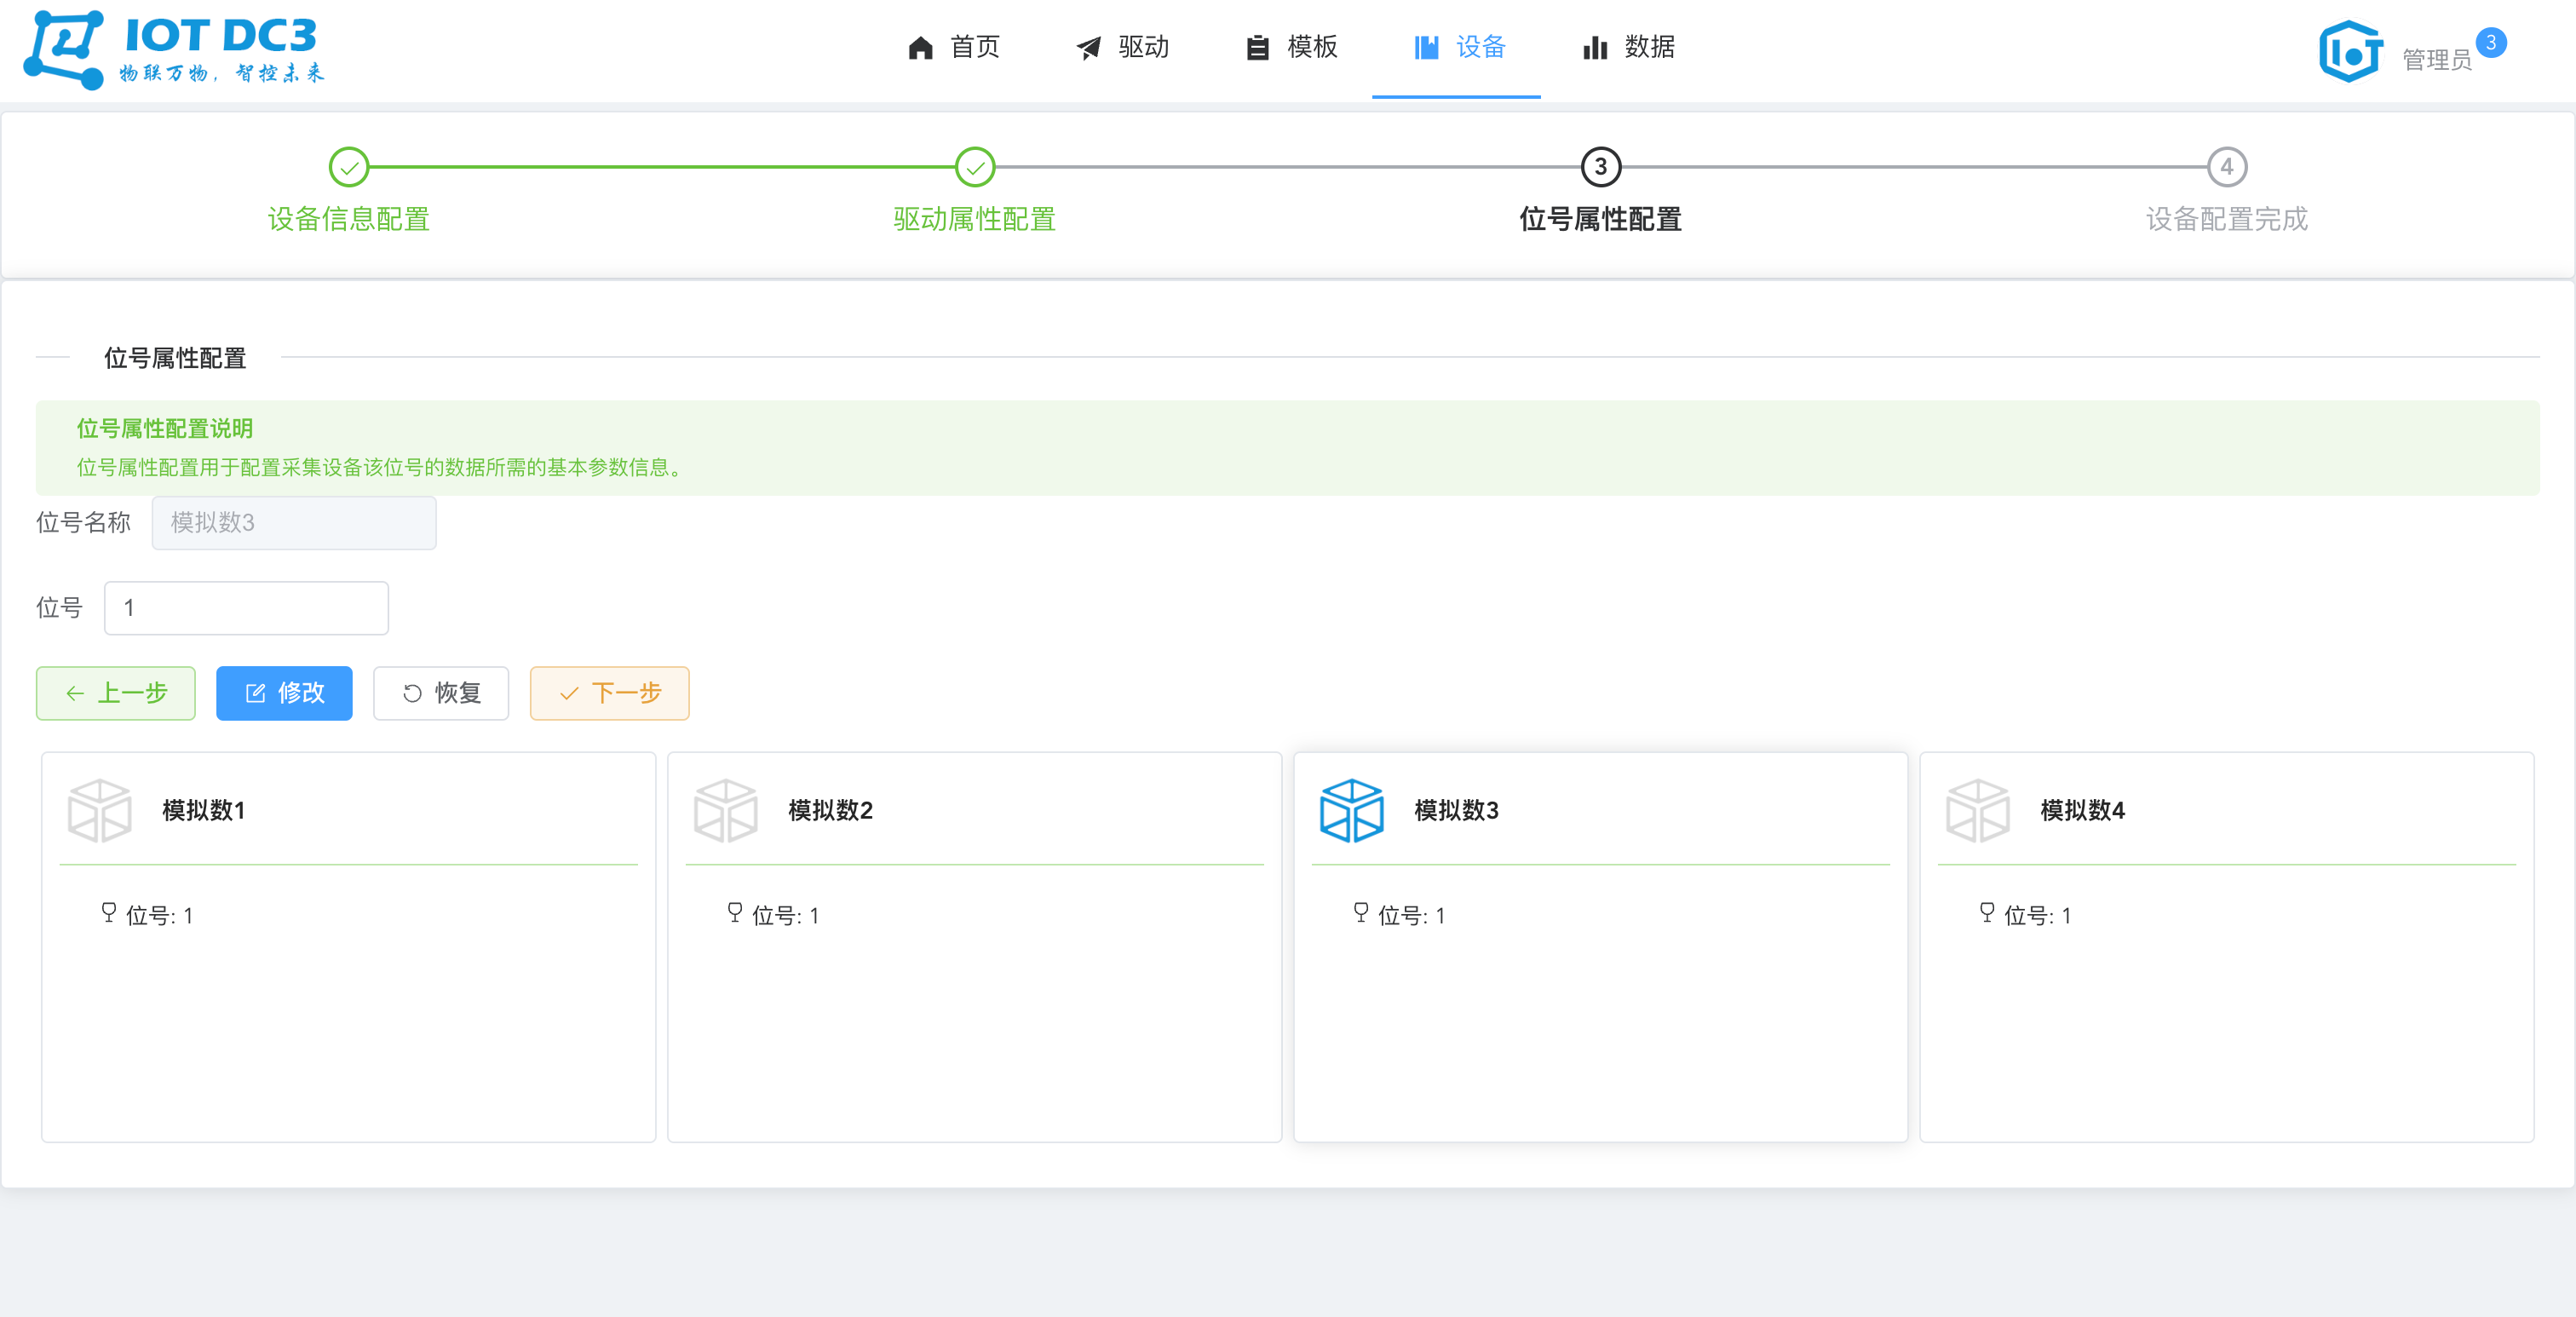 IOT DC3
物联万物，智控未来
首页 驱动 模板 设备 数据
管理员 3
3 4
设备信息配置 驱动属性配置 位号属性配置 设备配置完成
位号属性配置
位号属性配置说明
位号属性配置用于配置采集设备该位号的数据所需的基本参数信息。
位号名称 模拟数3
位号 1
上一步 修改 恢复 下一步
模拟数1 模拟数2 模拟数3 模拟数4
位号: 1 位号: 1 位号: 1 位号: 1